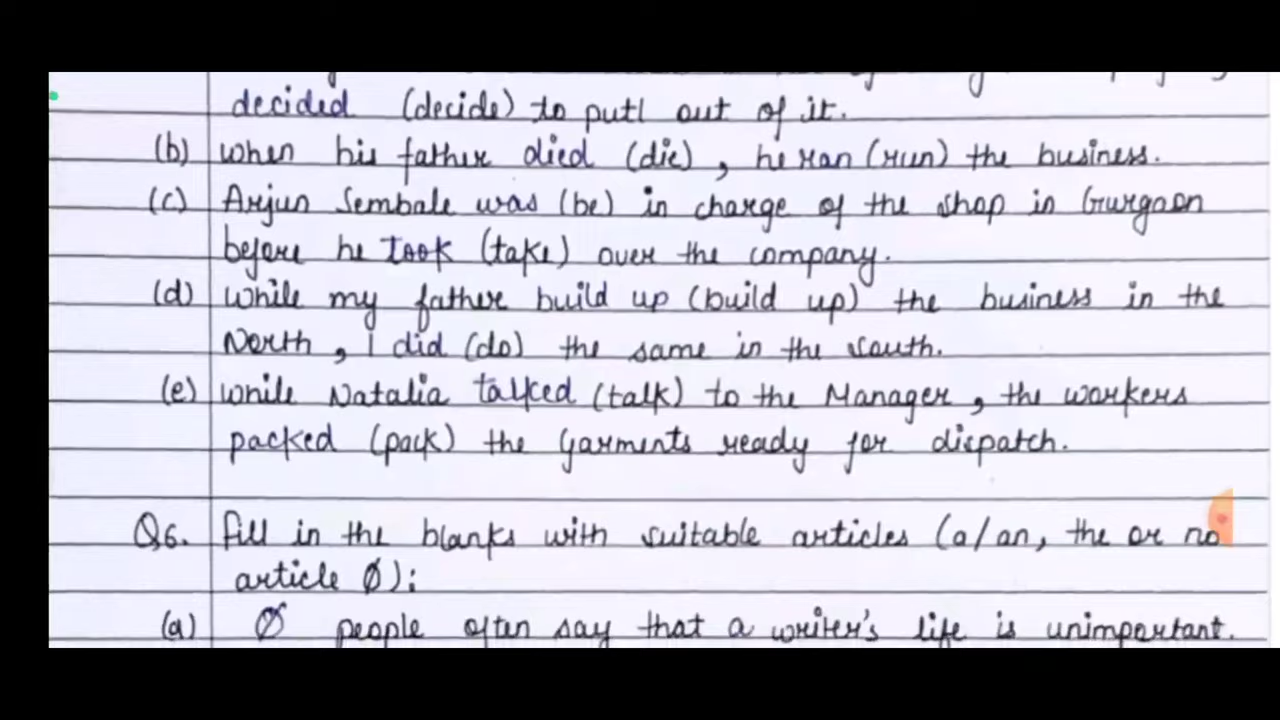 decided (decide) to putl out of it.
(b) when his father died (die), he ran (run) the business.
(c) Arjun Sembale was (be) in charge of the shop in Gurgaon
before he took (take) over the company.
(d) While my father build up (build up) the business in the
North, I did (do) the same in the south.
(e) While Natalia talked (talk) to the Manager, the workers
packed (pack) the garments ready for dispatch.
Q6. fill in the blanks with suitable articles (a/an, the or no
article Ø):
(a) Ø people often say that a writer's life is unimportant.